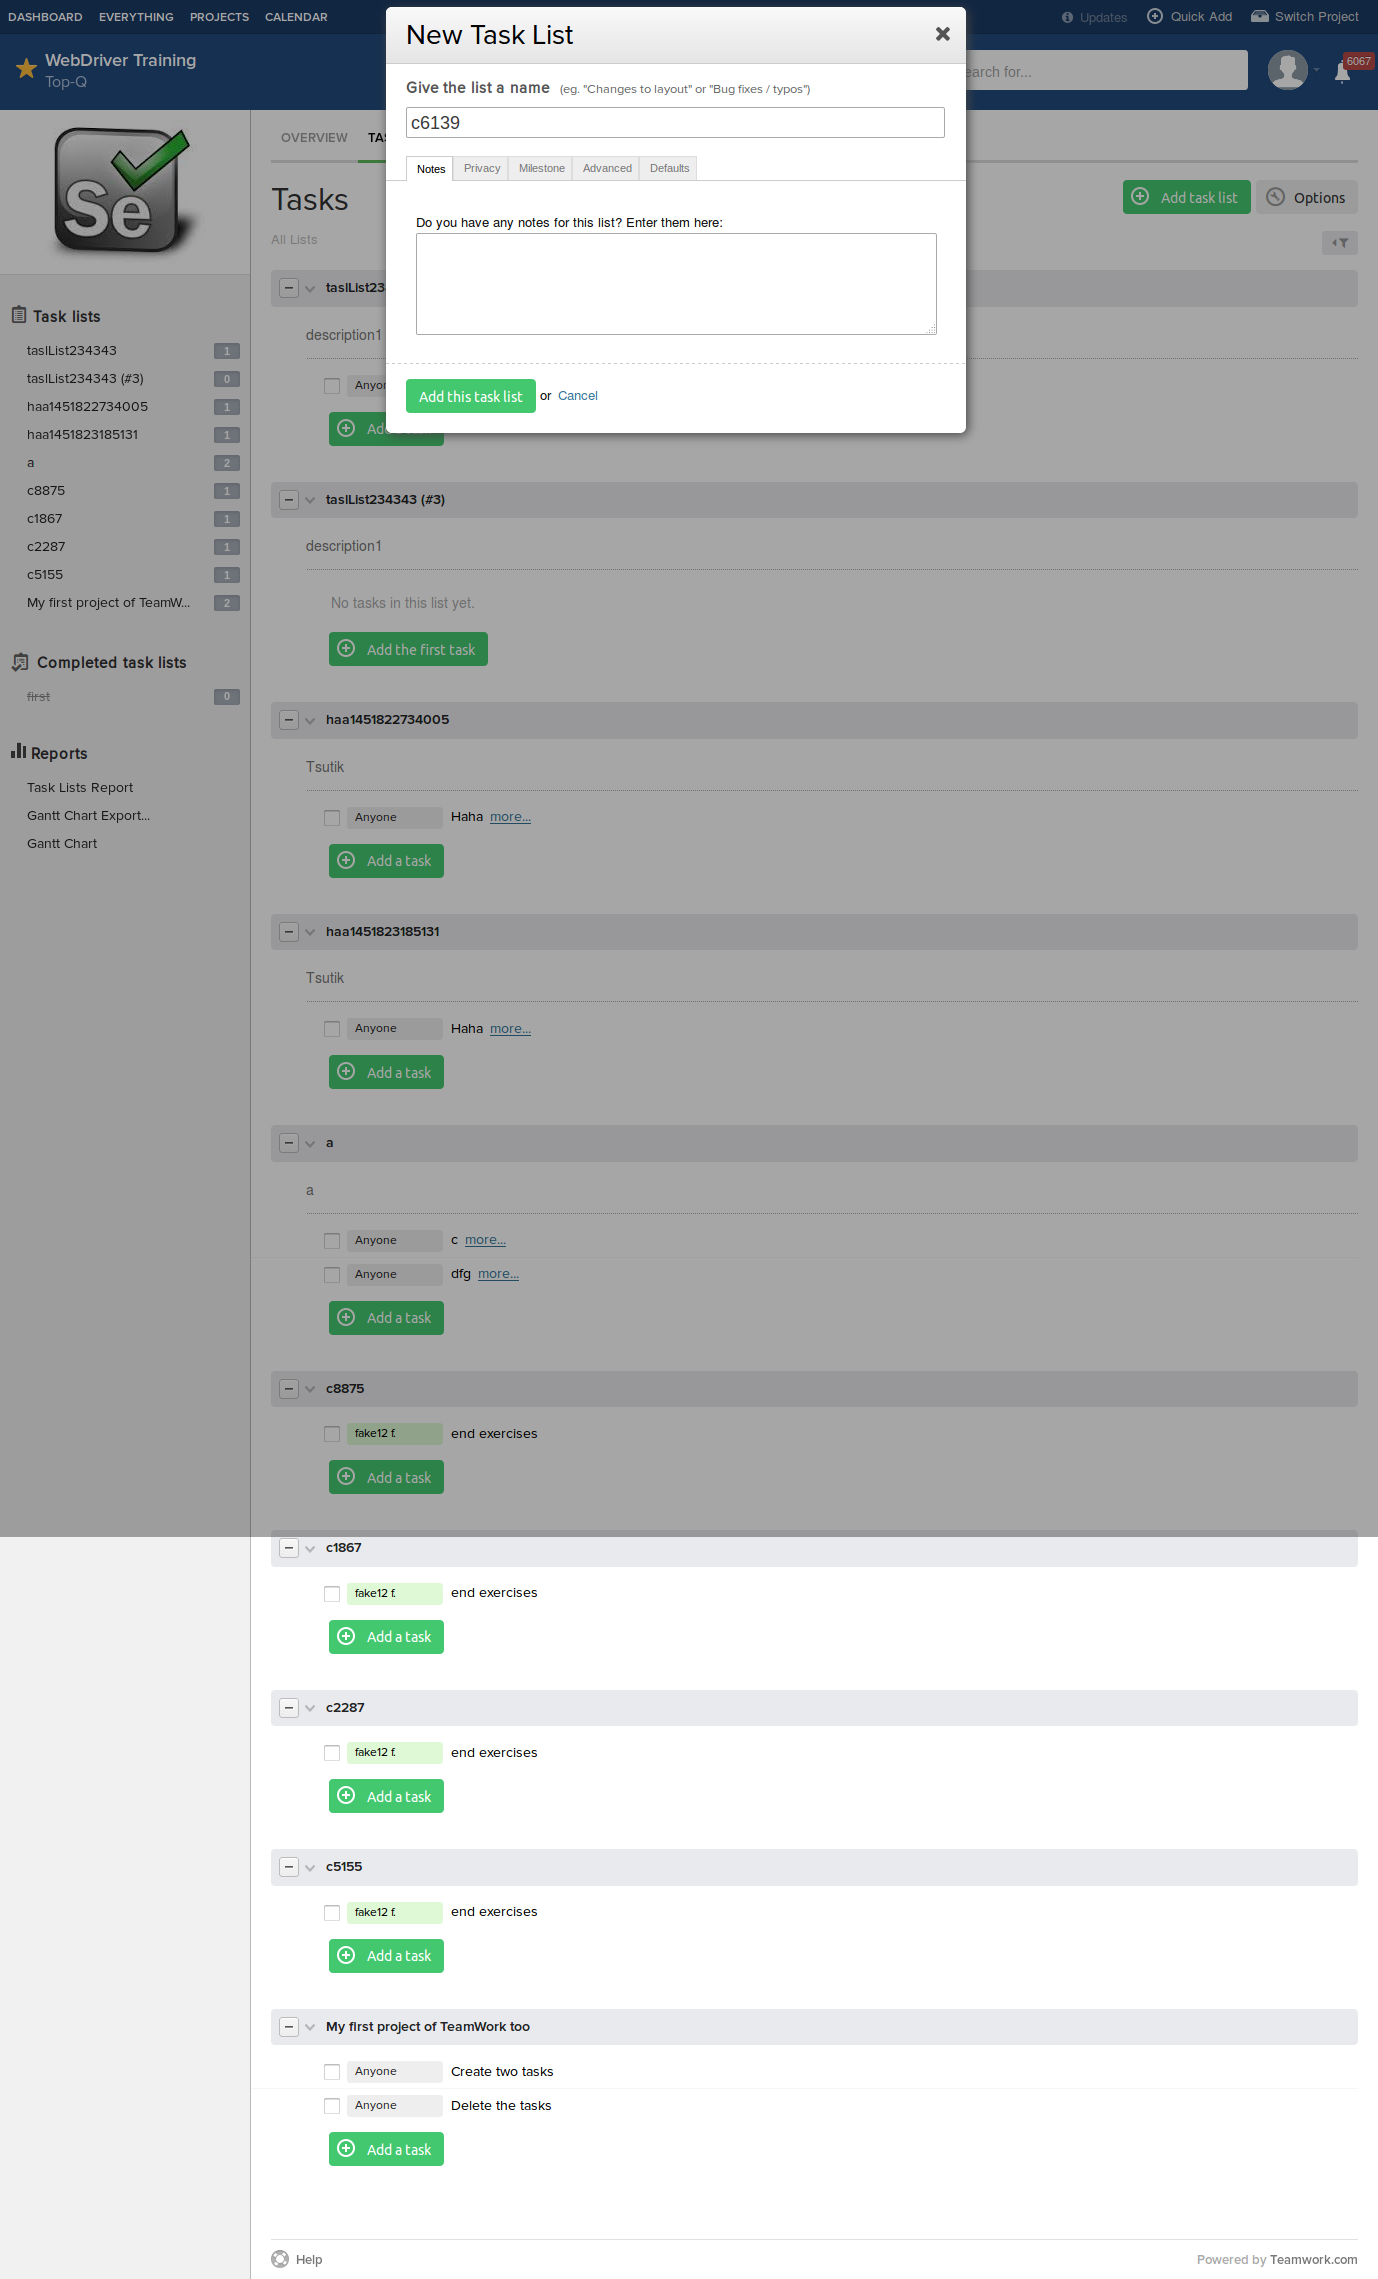 DASHBOARD EVERYTHING PROJECTS CALENDAR
Updates Quick Add Switch Project
WebDriver Training
Top-Q
earch for...
6067
New Task List
Give the list a name (eg. "Changes to layout" or "Bug fixes / typos")
c6139
Notes Privacy Milestone Advanced Defaults
Do you have any notes for this list? Enter them here:
Add this task list or Cancel
Se
Task lists
taslList234343 1
taslList234343 (#3) 0
haa1451822734005 1
haa1451823185131 1
a 2
c8875 1
c1867 1
c2287 1
c5155 1
My first project of TeamW... 2
Completed task lists
first 0
Reports
Task Lists Report
Gantt Chart Export...
Gantt Chart
OVERVIEW TAS
Tasks
Add task list Options
All Lists
taslList23
description1
Anyon
Ad
taslList234343 (#3)
description1
No tasks in this list yet.
Add the first task
haa1451822734005
Tsutik
Anyone Haha more...
Add a task
haa1451823185131
Tsutik
Anyone Haha more...
Add a task
a
a
Anyone c more...
Anyone dfg more...
Add a task
c8875
fake12 f. end exercises
Add a task
c1867
fake12 f. end exercises
Add a task
c2287
fake12 f. end exercises
Add a task
c5155
fake12 f. end exercises
Add a task
My first project of TeamWork too
Anyone Create two tasks
Anyone Delete the tasks
Add a task
Help
Powered by Teamwork.com